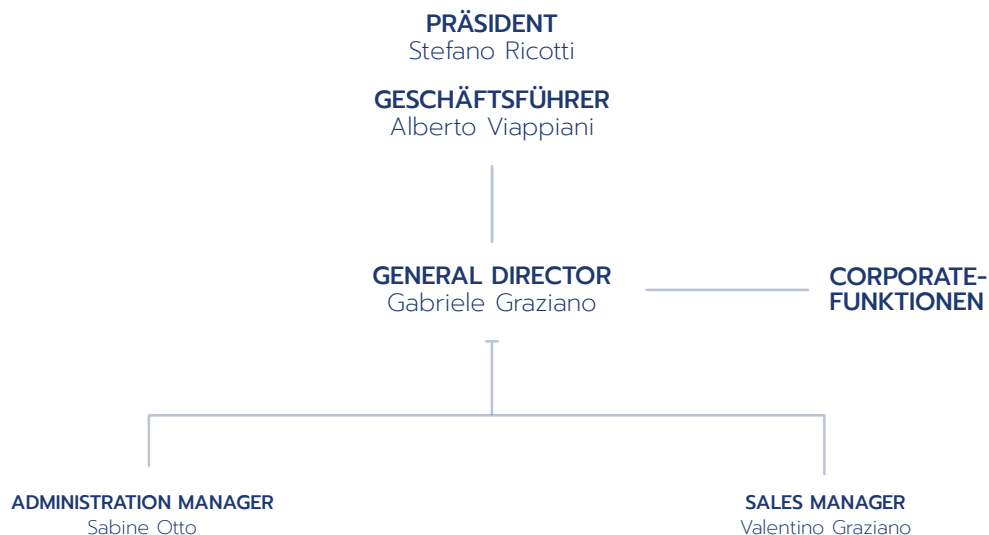 PRÄSIDENT
Stefano Ricotti
GESCHÄFTSFÜHRER
Alberto Viappiani
GENERAL DIRECTOR
Gabriele Graziano
CORPORATE-
FUNKTIONEN
ADMINISTRATION MANAGER
Sabine Otto
SALES MANAGER
Valentino Graziano